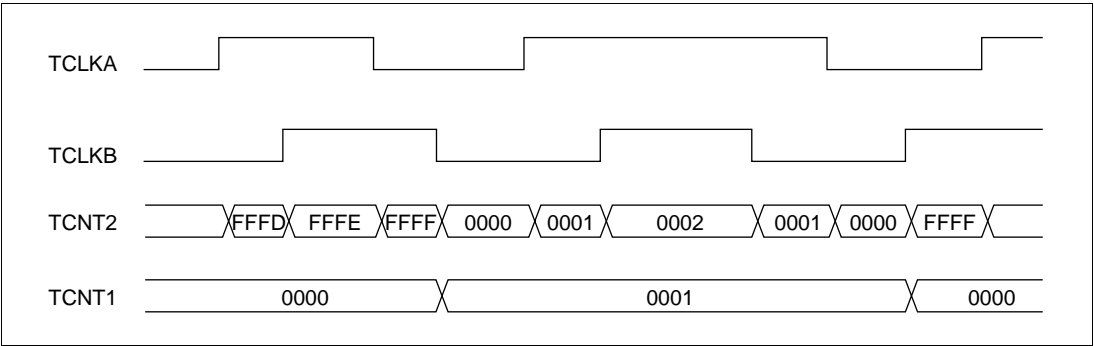 TCLKA
TCLKB
TCNT2 FFFD FFFE FFFF 0000 0001 0002 0001 0000 FFFF
TCNT1 0000 0001 0000